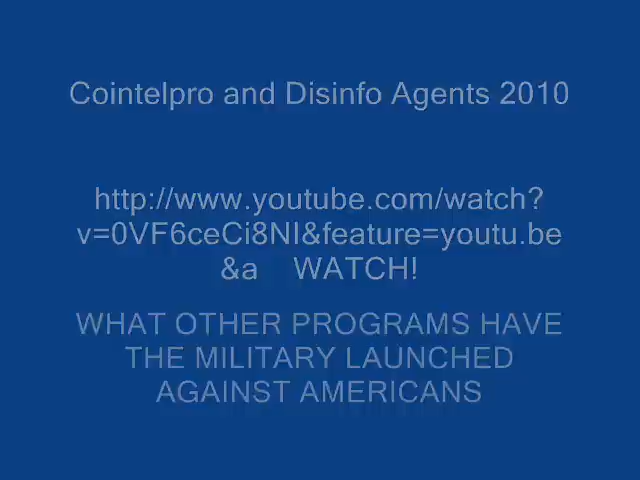 Cointelpro and Disinfo Agents 2010
http://www.youtube.com/watch?
v=0VF6ceCi8NI&feature=youtu.be
&a WATCH!
WHAT OTHER PROGRAMS HAVE
THE MILITARY LAUNCHED
AGAINST AMERICANS